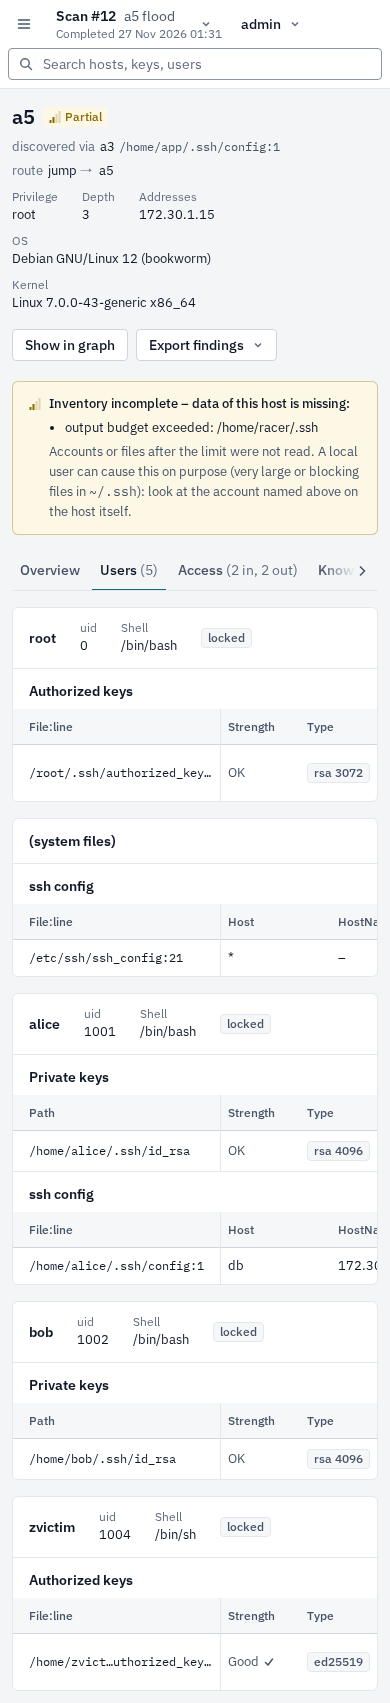 Scan #12 a5 flood
Completed 27 Nov 2026 01:31
admin
Search hosts, keys, users
a5 Partial
discovered via a3 /home/app/.ssh/config:1
route jump → a5
Privilege Depth Addresses
root 3 172.30.1.15
OS
Debian GNU/Linux 12 (bookworm)
Kernel
Linux 7.0.0-43-generic x86_64
Show in graph Export findings
Inventory incomplete – data of this host is missing:
• output budget exceeded: /home/racer/.ssh
Accounts or files after the limit were not read. A local
user can cause this on purpose (very large or blocking
files in ~/.ssh): look at the account named above on
the host itself.
Overview Users (5) Access (2 in, 2 out) Know
root uid Shell locked
0 /bin/bash
Authorized keys
File:line Strength Type
/root/.ssh/authorized_key… OK rsa 3072
(system files)
ssh config
File:line Host HostNa
/etc/ssh/ssh_config:21 * –
alice uid Shell locked
1001 /bin/bash
Private keys
Path Strength Type
/home/alice/.ssh/id_rsa OK rsa 4096
ssh config
File:line Host HostNa
/home/alice/.ssh/config:1 db 172.30
bob uid Shell locked
1002 /bin/bash
Private keys
Path Strength Type
/home/bob/.ssh/id_rsa OK rsa 4096
zvictim uid Shell locked
1004 /bin/sh
Authorized keys
File:line Strength Type
/home/zvict…uthorized_key… Good ✓ ed25519